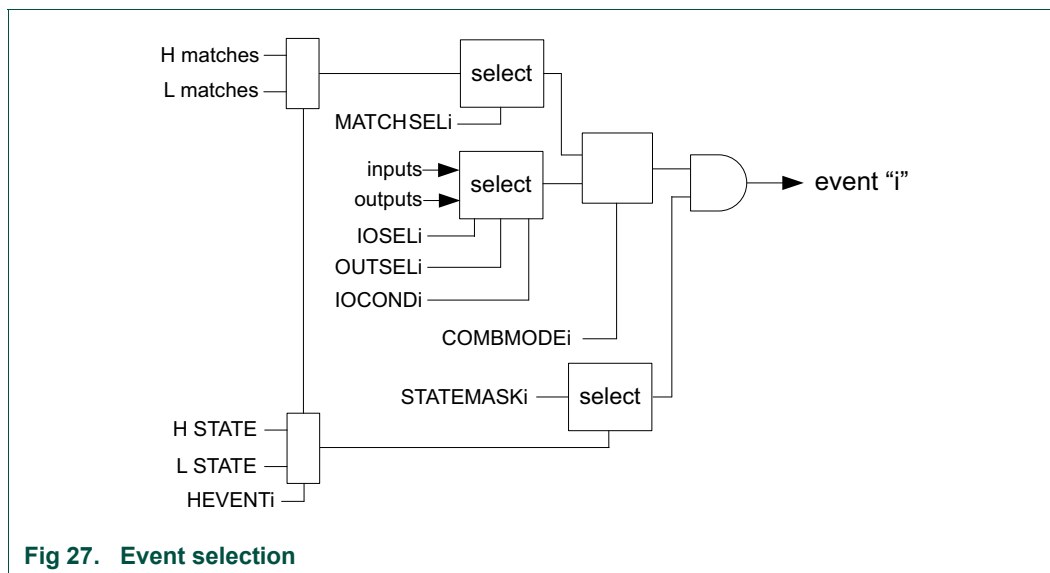 H matches
L matches
select
MATCHSELi
inputs
outputs
select
IOSELi
OUTSELi
IOCONDi
event “i”
COMBMODEi
STATEMASKi
select
H STATE
L STATE
HEVENTi
Fig 27. Event selection